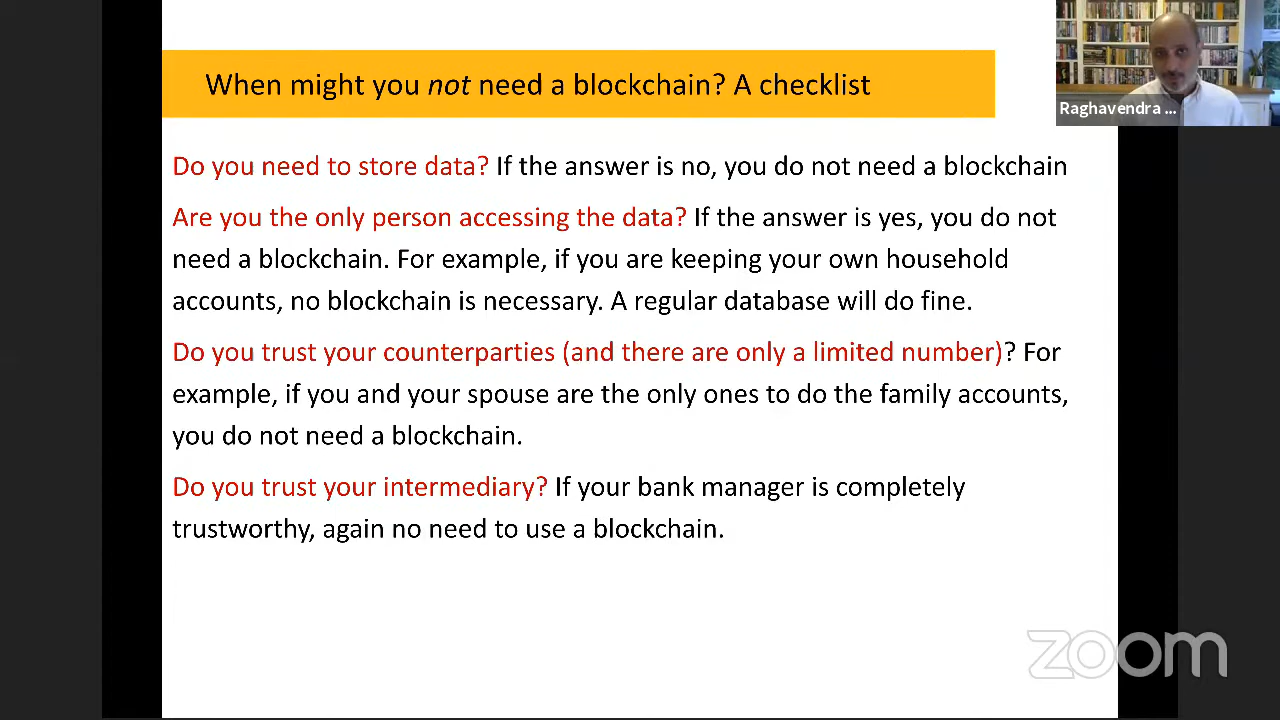 When might you not need a blockchain? A checklist
Raghavendra ...
Do you need to store data? If the answer is no, you do not need a blockchain
Are you the only person accessing the data? If the answer is yes, you do not
need a blockchain. For example, if you are keeping your own household
accounts, no blockchain is necessary. A regular database will do fine.
Do you trust your counterparties (and there are only a limited number)? For
example, if you and your spouse are the only ones to do the family accounts,
you do not need a blockchain.
Do you trust your intermediary? If your bank manager is completely
trustworthy, again no need to use a blockchain.
zoom